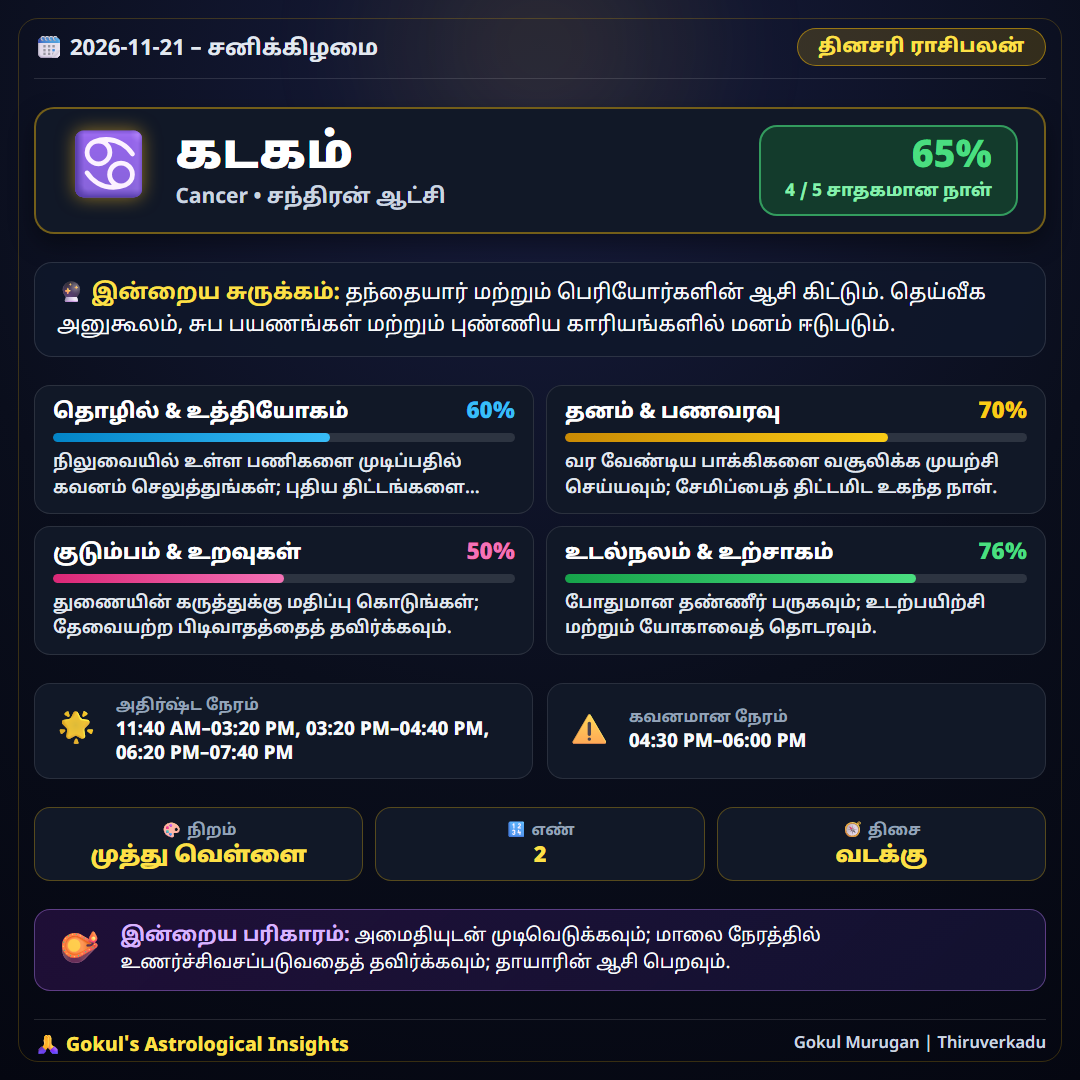 2026-11-21 – சனிக்கிழமை
தினசரி ராசிபலன்
கடகம்
Cancer • சந்திரன் ஆட்சி
65%
4 / 5 சாதகமான நாள்
இன்றைய சுருக்கம்: தந்தையார் மற்றும் பெரியோர்களின் ஆசி கிட்டும். தெய்வீக
அனுகூலம், சுப பயணங்கள் மற்றும் புண்ணிய காரியங்களில் மனம் ஈடுபடும்.
தொழில் & உத்தியோகம் 60%
நிலுவையில் உள்ள பணிகளை முடிப்பதில்
கவனம் செலுத்துங்கள்; புதிய திட்டங்களை...
தனம் & பணவரவு 70%
வர வேண்டிய பாக்கிகளை வசூலிக்க முயற்சி
செய்யவும்; சேமிப்பைத் திட்டமிட உகந்த நாள்.
குடும்பம் & உறவுகள் 50%
துணையின் கருத்துக்கு மதிப்பு கொடுங்கள்;
தேவையற்ற பிடிவாதத்தைத் தவிர்க்கவும்.
உடல்நலம் & உற்சாகம் 76%
போதுமான தண்ணீர் பருகவும்; உடற்பயிற்சி
மற்றும் யோகாவைத் தொடரவும்.
அதிர்ஷ்ட நேரம்
11:40 AM–03:20 PM, 03:20 PM–04:40 PM,
06:20 PM–07:40 PM
கவனமான நேரம்
04:30 PM–06:00 PM
நிறம்
முத்து வெள்ளை
எண்
2
திசை
வடக்கு
இன்றைய பரிகாரம்: அமைதியுடன் முடிவெடுக்கவும்; மாலை நேரத்தில்
உணர்ச்சிவசப்படுவதைத் தவிர்க்கவும்; தாயாரின் ஆசி பெறவும்.
Gokul's Astrological Insights
Gokul Murugan | Thiruverkadu